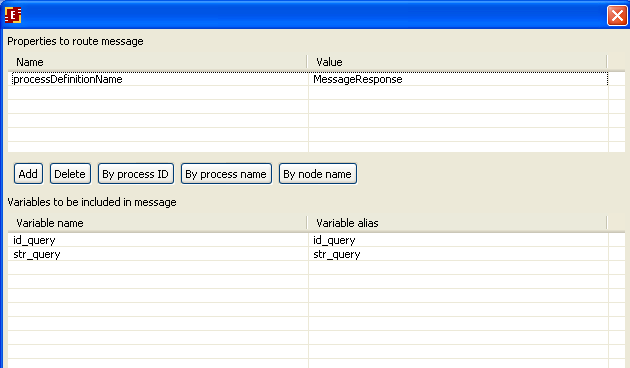 E
Properties to route message
Name Value
processDefinitionName MessageResponse
Add Delete By process ID By process name By node name
Variables to be included in message
Variable name Variable alias
id_query id_query
str_query str_query